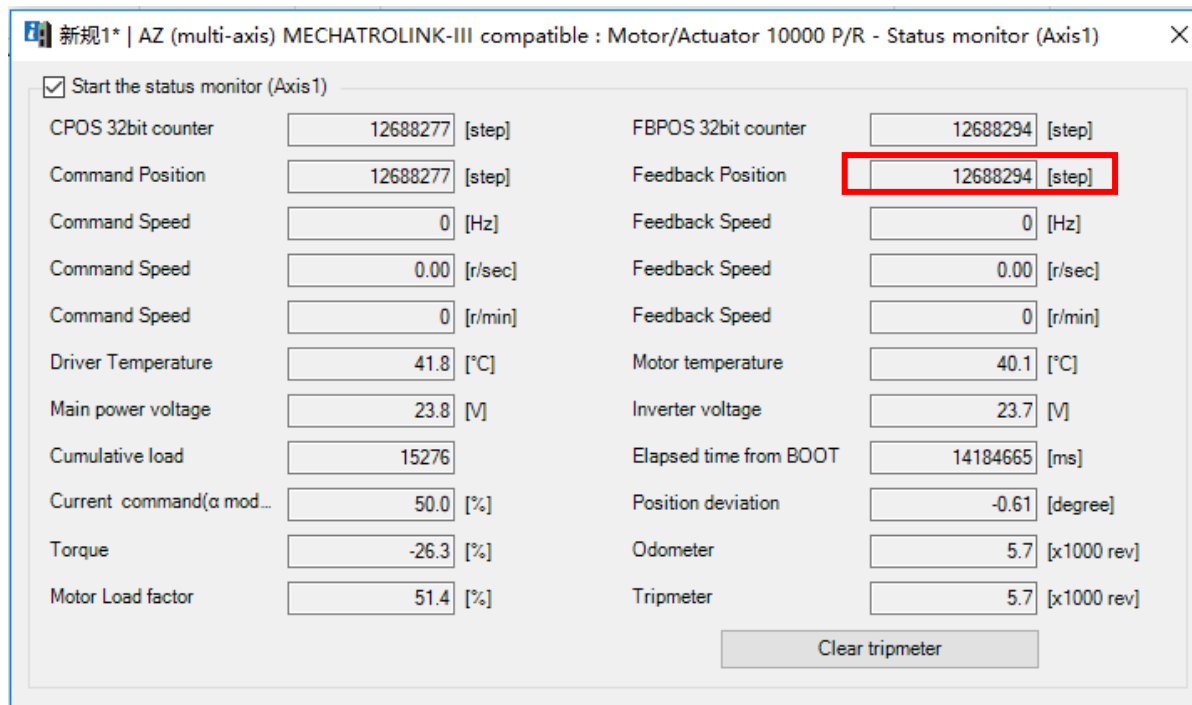 新规1* | AZ (multi-axis) MECHATROLINK-III compatible : Motor/Actuator 10000 P/R - Status monitor (Axis1)
Start the status monitor (Axis1)
CPOS 32bit counter 12688277 [step] FBPOS 32bit counter 12688294 [step]
Command Position 12688277 [step] Feedback Position 12688294 [step]
Command Speed 0 [Hz] Feedback Speed 0 [Hz]
Command Speed 0.00 [r/sec] Feedback Speed 0.00 [r/sec]
Command Speed 0 [r/min] Feedback Speed 0 [r/min]
Driver Temperature 41.8 [°C] Motor temperature 40.1 [°C]
Main power voltage 23.8 [V] Inverter voltage 23.7 [V]
Cumulative load 15276 Elapsed time from BOOT 14184665 [ms]
Current command(α mod... 50.0 [%] Position deviation -0.61 [degree]
Torque -26.3 [%] Odometer 5.7 [x1000 rev]
Motor Load factor 51.4 [%] Tripmeter 5.7 [x1000 rev]
Clear tripmeter